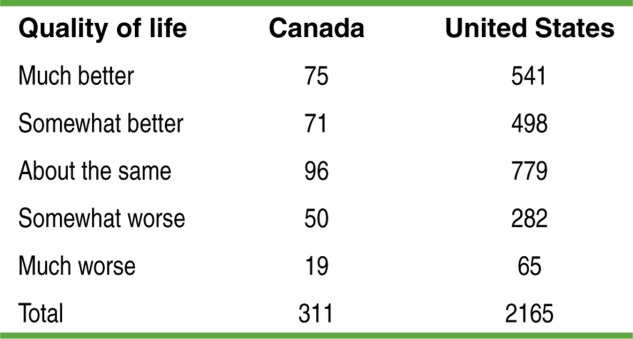 Quality of life Canada United States
Much better 75 541
Somewhat better 71 498
About the same 96 779
Somewhat worse 50 282
Much worse 19 65
Total 311 2165